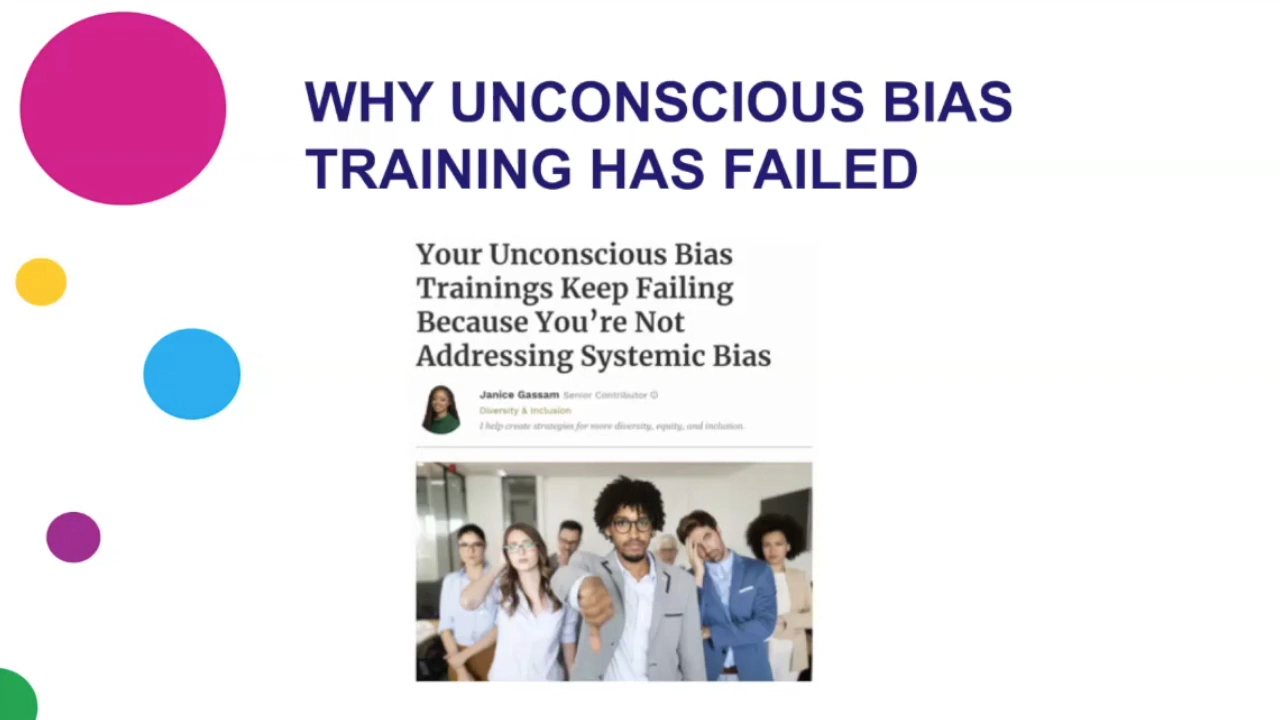 WHY UNCONSCIOUS BIAS
TRAINING HAS FAILED
Your Unconscious Bias
Trainings Keep Failing
Because You’re Not
Addressing Systemic Bias
Janice Gassam Senior Contributor
Diversity & Inclusion
I help create strategies for more diversity, equity, and inclusion.